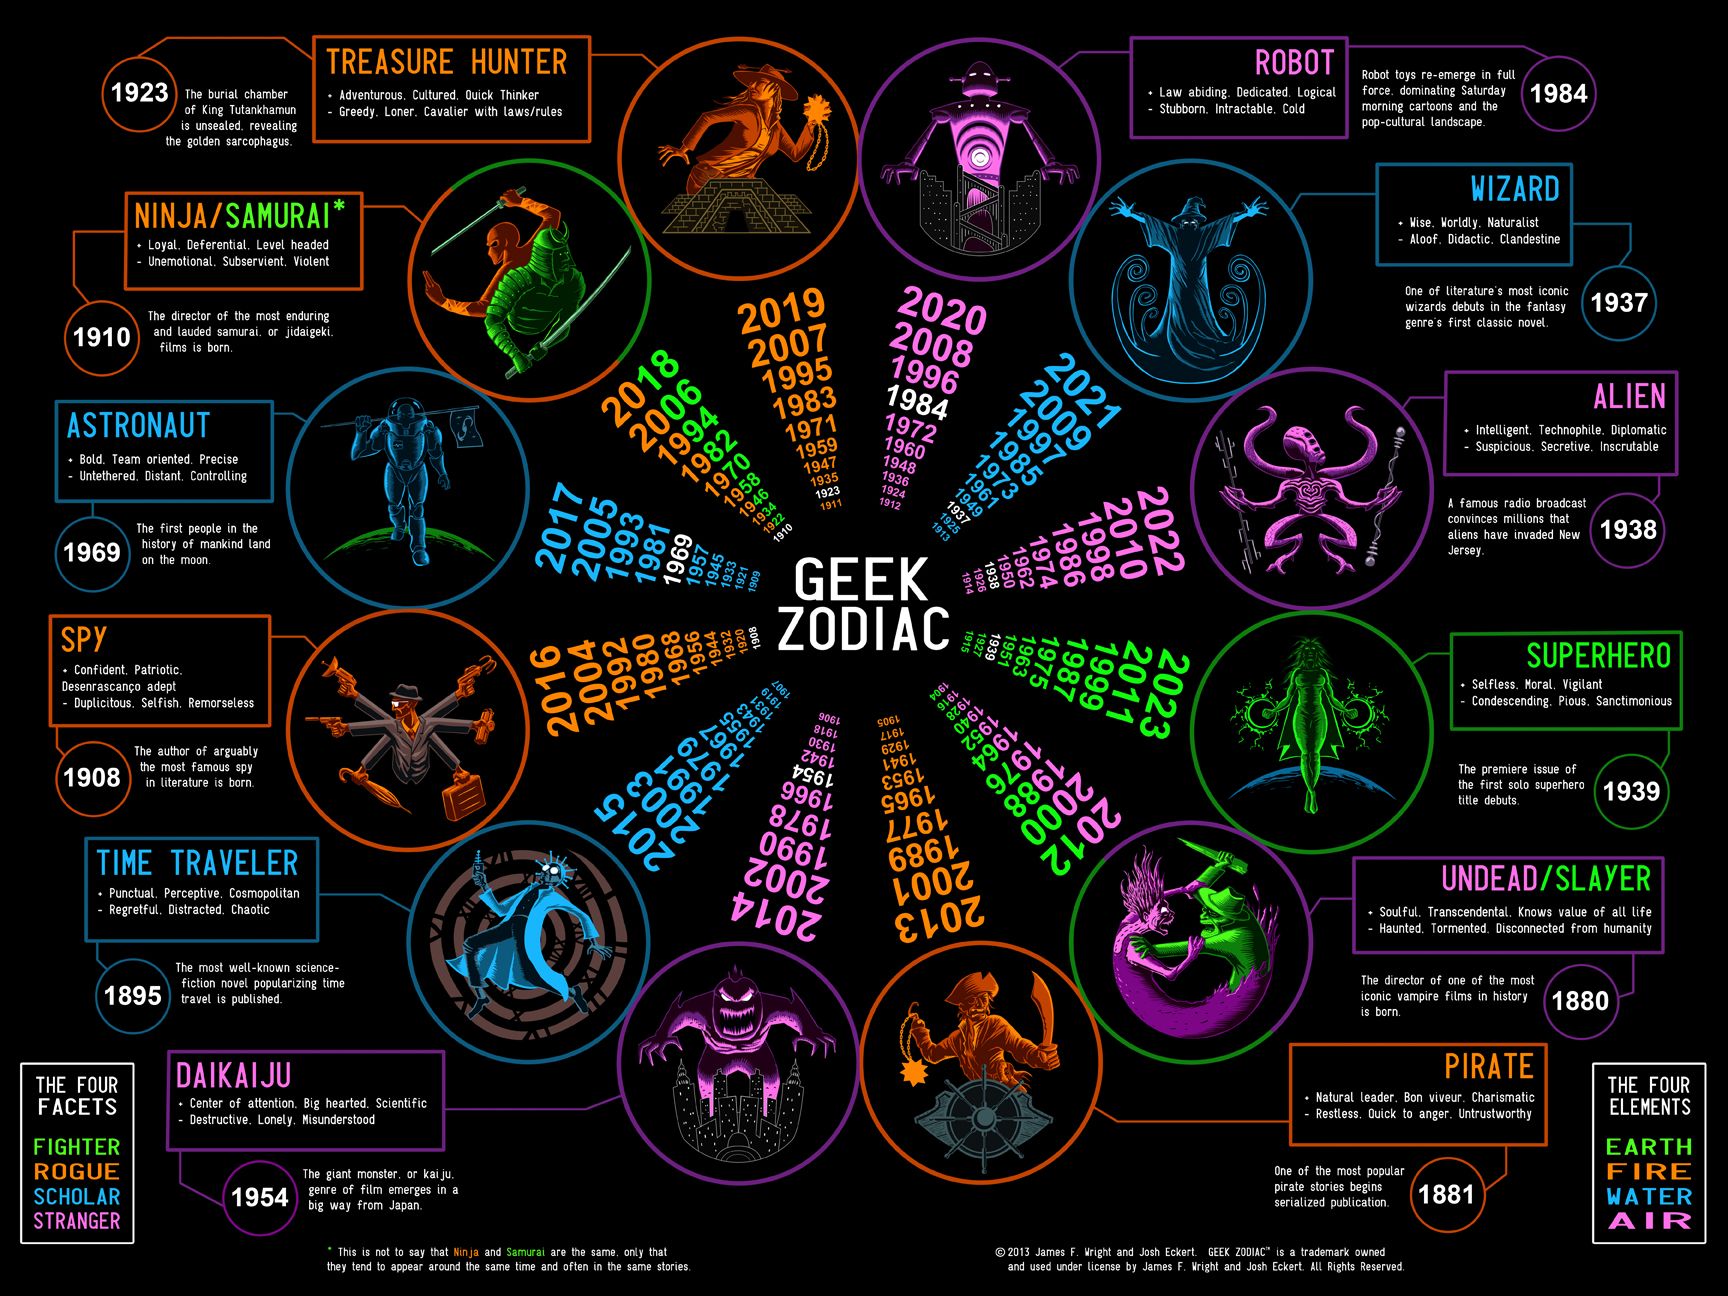 1923
The burial chamber
of King Tutankhamun
is unsealed, revealing
the golden sarcophagus.
TREASURE HUNTER
+ Adventurous, Cultured, Quick Thinker
- Greedy, Loner, Cavalier with laws/rules
ROBOT
+ Law abiding, Dedicated, Logical
- Stubborn, Intractable, Cold
Robot toys re-emerge in full
force, dominating Saturday
morning cartoons and the
pop-cultural landscape.
1984
NINJA/SAMURAI*
+ Loyal, Deferential, Level headed
- Unemotional, Subservient, Violent
1910
The director of the most enduring
and lauded samurai, or jidaigeki,
films is born.
WIZARD
+ Wise, Worldly, Naturalist
- Aloof, Didactic, Clandestine
One of literature's most iconic
wizards debuts in the fantasy
genre's first classic novel.
1937
ASTRONAUT
+ Bold, Team oriented, Precise
- Untethered, Distant, Controlling
1969
The first people in the
history of mankind land
on the moon.
ALIEN
+ Intelligent, Technophile, Diplomatic
- Suspicious, Secretive, Inscrutable
A famous radio broadcast
convinces millions that
aliens have invaded New
Jersey.
1938
2019
2007
1995
1983
1971
1959
1947
1935
1923
1911
2020
2008
1996
1984
1972
1960
1948
1936
1924
1912
2021
2009
1997
1985
1973
1961
1949
1937
1925
1913
2022
2010
1998
1986
1974
1962
1950
1938
1926
1914
2023
2011
1999
1987
1975
1963
1951
1939
1927
1915
2012
2000
1988
1976
1964
1952
1940
1928
1916
1904
2013
2001
1989
1977
1965
1953
1941
1929
1917
1905
2014
2002
1990
1978
1966
1954
1942
1930
1918
1906
2015
2003
1991
1979
1967
1955
1943
1931
1919
1907
2016
2004
1992
1980
1968
1956
1944
1932
1920
1908
2017
2005
1993
1981
1969
1957
1945
1933
1921
1909
2018
2006
1994
1982
1970
1958
1946
1934
1922
1910
GEEK
ZODIAC
SPY
+ Confident, Patriotic,
Desenrascanço adept
- Duplicitous, Selfish, Remorseless
1908
The author of arguably
the most famous spy
in literature is born.
SUPERHERO
+ Selfless, Moral, Vigilant
- Condescending, Pious, Sanctimonious
The premiere issue of
the first solo superhero
title debuts.
1939
TIME TRAVELER
+ Punctual, Perceptive, Cosmopolitan
- Regretful, Distracted, Chaotic
1895
The most well-known science-
fiction novel popularizing time
travel is published.
UNDEAD/SLAYER
+ Soulful, Transcendental, Knows value of all life
- Haunted, Tormented, Disconnected from humanity
The director of one of the most
iconic vampire films in history
is born.
1880
DAIKAIJU
+ Center of attention, Big hearted, Scientific
- Destructive, Lonely, Misunderstood
1954
The giant monster, or kaiju,
genre of film emerges in a
big way from Japan.
PIRATE
+ Natural leader, Bon viveur, Charismatic
- Restless, Quick to anger, Untrustworthy
One of the most popular
pirate stories begins
serialized publication.
1881
THE FOUR
FACETS
FIGHTER
ROGUE
SCHOLAR
STRANGER
THE FOUR
ELEMENTS
EARTH
FIRE
WATER
AIR
* This is not to say that Ninja and Samurai are the same, only that
they tend to appear around the same time and often in the same stories.
© 2013 James F. Wright and Josh Eckert. GEEK ZODIAC™ is a trademark owned
and used under license by James F. Wright and Josh Eckert. All Rights Reserved.